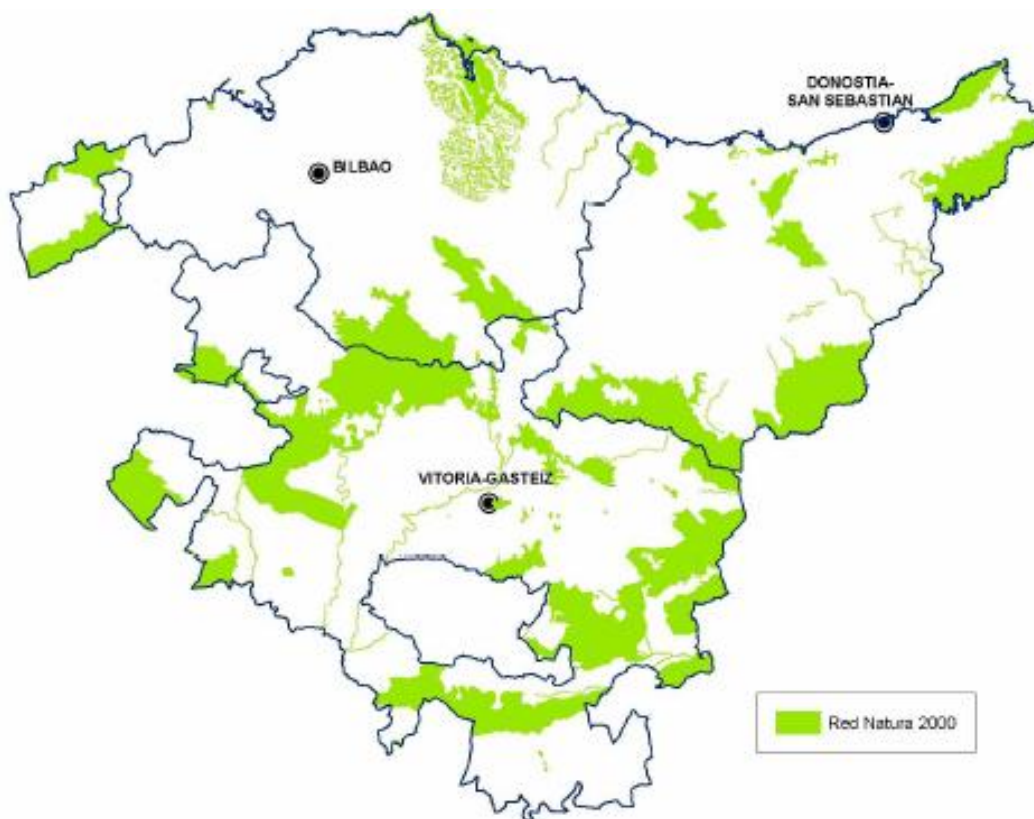 DONOSTIA-
SAN SEBASTIAN
BILBAO
VITORIA-GASTEIZ
Red Natura 2000